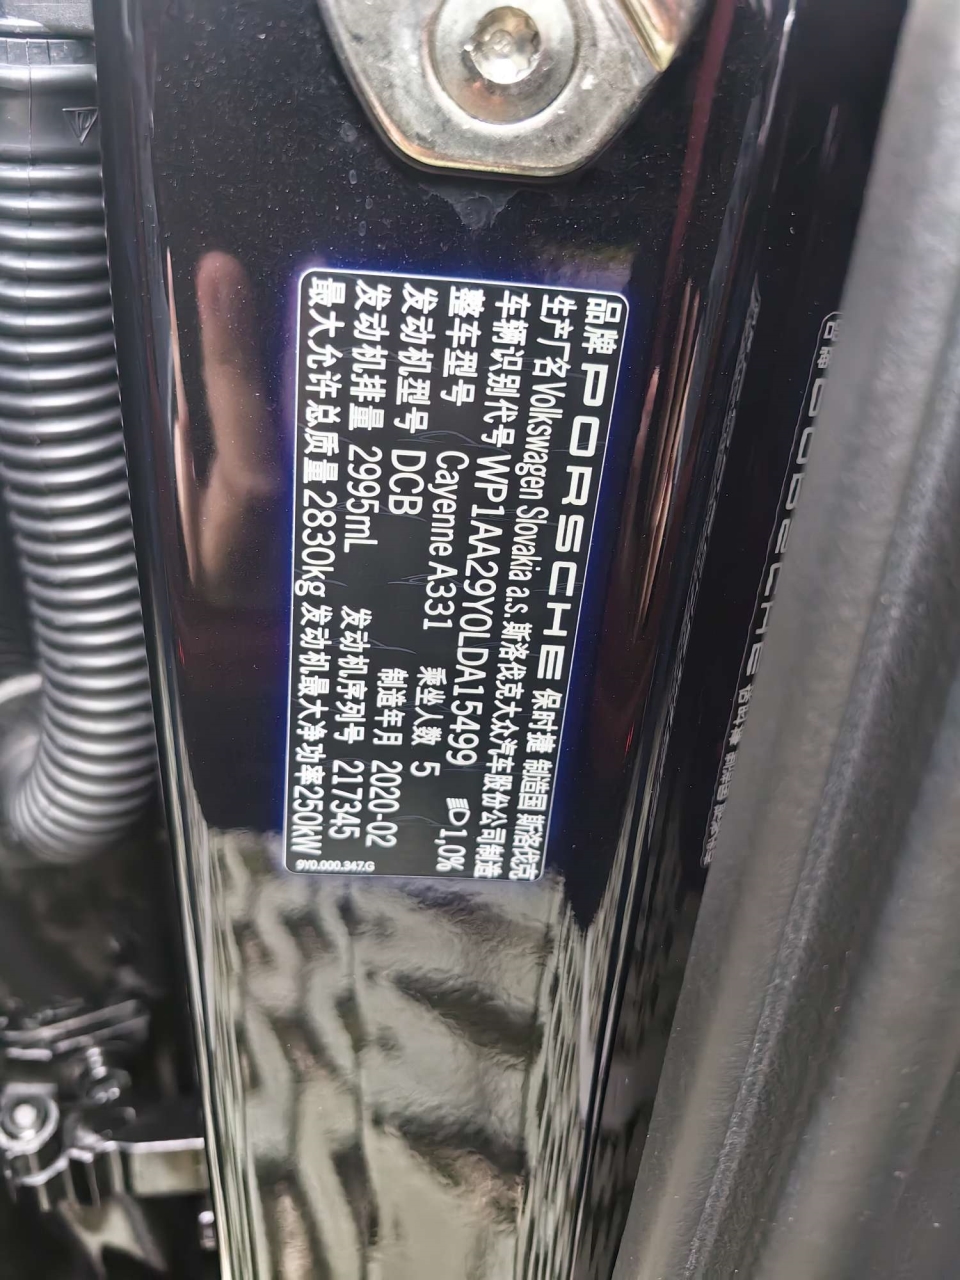 品牌 PORSCHE 保时捷 制造国 斯洛伐克
生产厂名 Volkswagen Slovakia a.s. 斯洛伐克大众汽车股份公司制造
车辆识别代号 WP1AA29Y0LDA15499 1,0%
整车型号 Cayenne A331 乘坐人数 5
发动机型号 DCB 制造年月 2020-02
发动机排量 2995mL 发动机序列号 217345
最大允许总质量 2830kg 发动机最大净功率250kW
9Y0.000.347.G